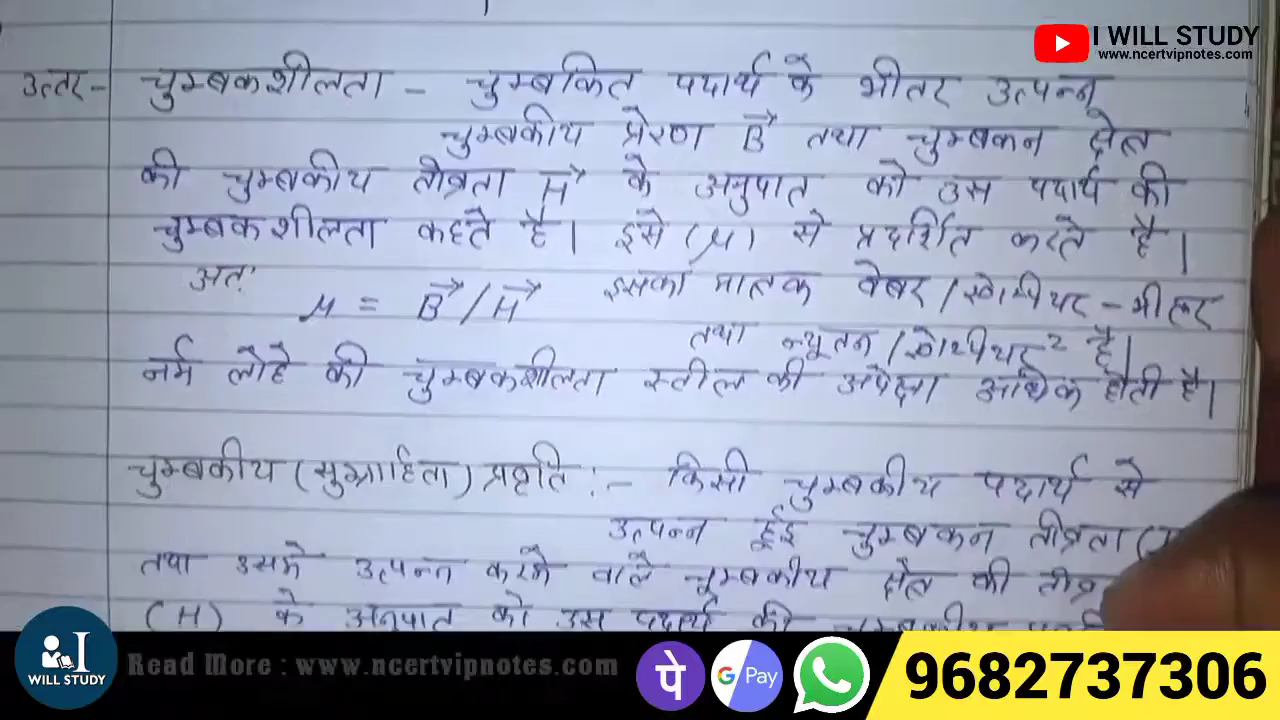 I WILL STUDY
www.ncertvipnotes.com
उत्तर - चुम्बकशीलता - चुम्बकित पदार्थ के भीतर उत्पन्न
चुम्बकीय प्रेरण B⃗ तथा चुम्बकन क्षेत्र
की चुम्बकीय तीव्रता H⃗ के अनुपात को उस पदार्थ की
चुम्बकशीलता कहते है। इसे (μ) से प्रदर्शित करते है।
अतः
μ = B⃗ / H⃗ इसका मात्रक वेबर / ऐम्पियर - मीटर
तथा न्यूतन / ऐम्पियर² है।
नर्म लोहे की चुम्बकशीलता स्तील की अपेक्षा अधिक होती है।
चुम्बकीय (सुग्राहिता) प्रवृति :- किसी चुम्बकीय पदार्थ से
उत्पन्न हुई चुम्बकन तीव्रता
तथा उसमे उत्पन्न करने वाले चुम्बकीय क्षेत्र की
(H) के अनुपात को उस पदार्थ की
I
WILL STUDY
Read More : www.ncertvipnotes.com
पे
G Pay
9682737306